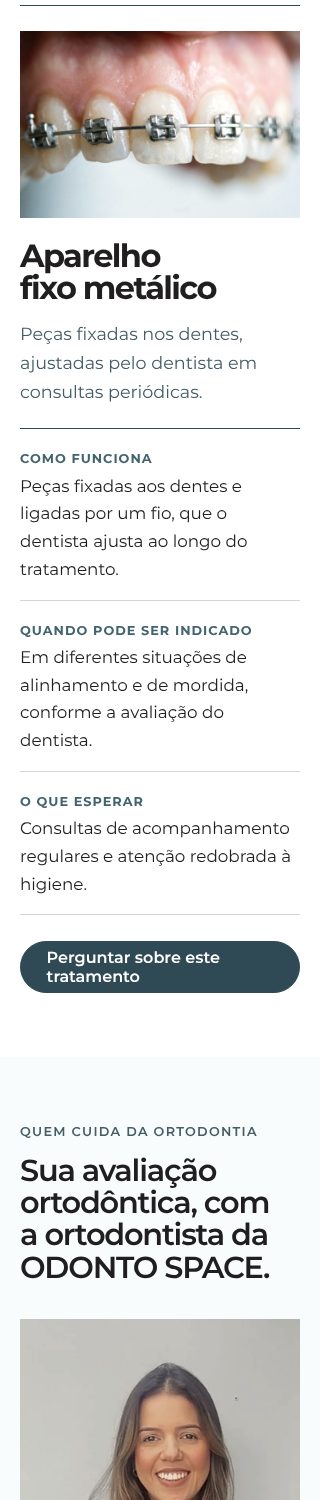 Aparelho
fixo metálico
Peças fixadas nos dentes,
ajustadas pelo dentista em
consultas periódicas.
COMO FUNCIONA
Peças fixadas aos dentes e
ligadas por um fio, que o
dentista ajusta ao longo do
tratamento.
QUANDO PODE SER INDICADO
Em diferentes situações de
alinhamento e de mordida,
conforme a avaliação do
dentista.
O QUE ESPERAR
Consultas de acompanhamento
regulares e atenção redobrada à
higiene.
Perguntar sobre este
tratamento
QUEM CUIDA DA ORTODONTIA
Sua avaliação
ortodôntica, com
a ortodontista da
ODONTO SPACE.